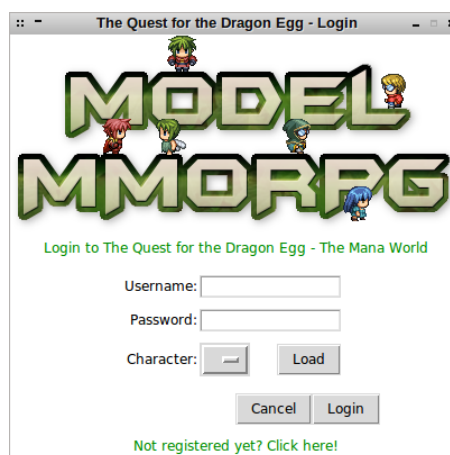 The Quest for the Dragon Egg - Login
MODEL
MMORPG
Login to The Quest for the Dragon Egg - The Mana World
Username:
Password:
Character: Load
Cancel Login
Not registered yet? Click here!